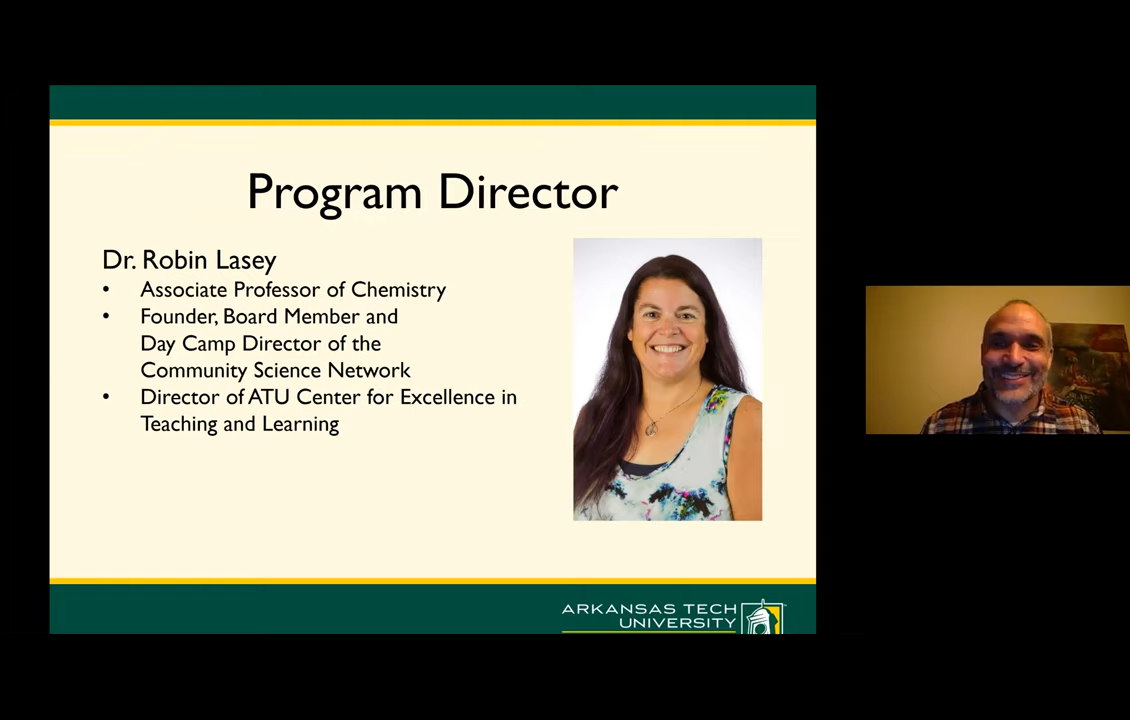 Program Director
Dr. Robin Lasey
• Associate Professor of Chemistry
• Founder, Board Member and
Day Camp Director of the
Community Science Network
• Director of ATU Center for Excellence in
Teaching and Learning
ARKANSAS TECH
UNIVERSITY